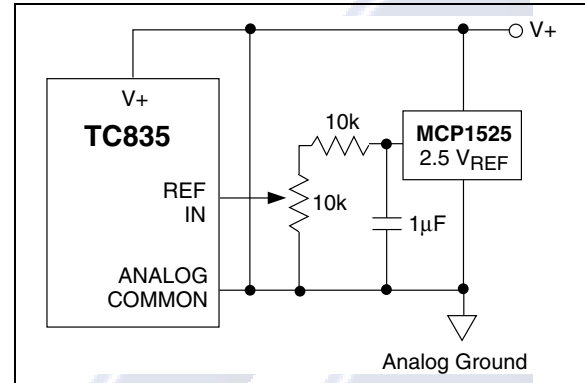 V+
V+
TC835
10k
MCP1525
2.5 VREF
REF
IN
10k
1µF
ANALOG
COMMON
Analog Ground